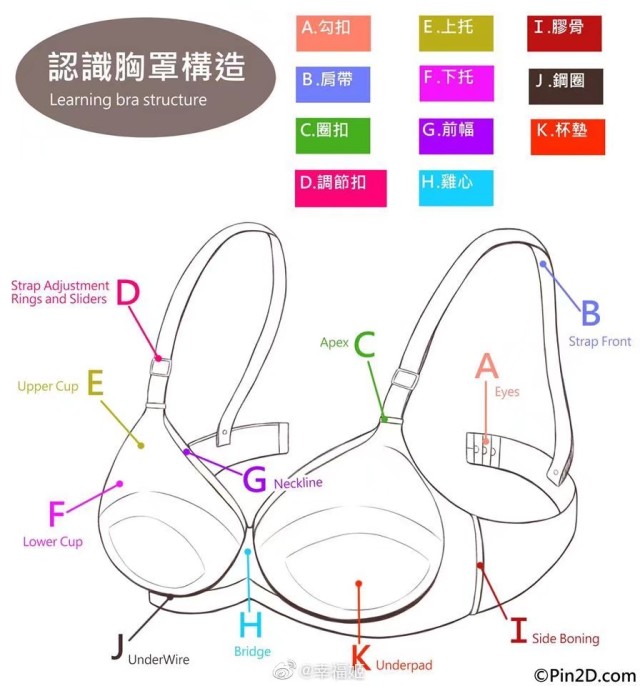 認識胸罩構造
Learning bra structure
A.勾扣
E.上托
I.膠骨
B.肩帶
F.下托
J.鋼圈
C.圈扣
G.前幅
K.杯墊
D.調節扣
H.雞心
Strap Adjustment
Rings and Sliders
D
B
Strap Front
Apex C
A
Eyes
Upper Cup E
G Neckline
F
Lower Cup
J UnderWire
H
Bridge
K Underpad
I Side Boning
@幸福姬
©Pin2D.com